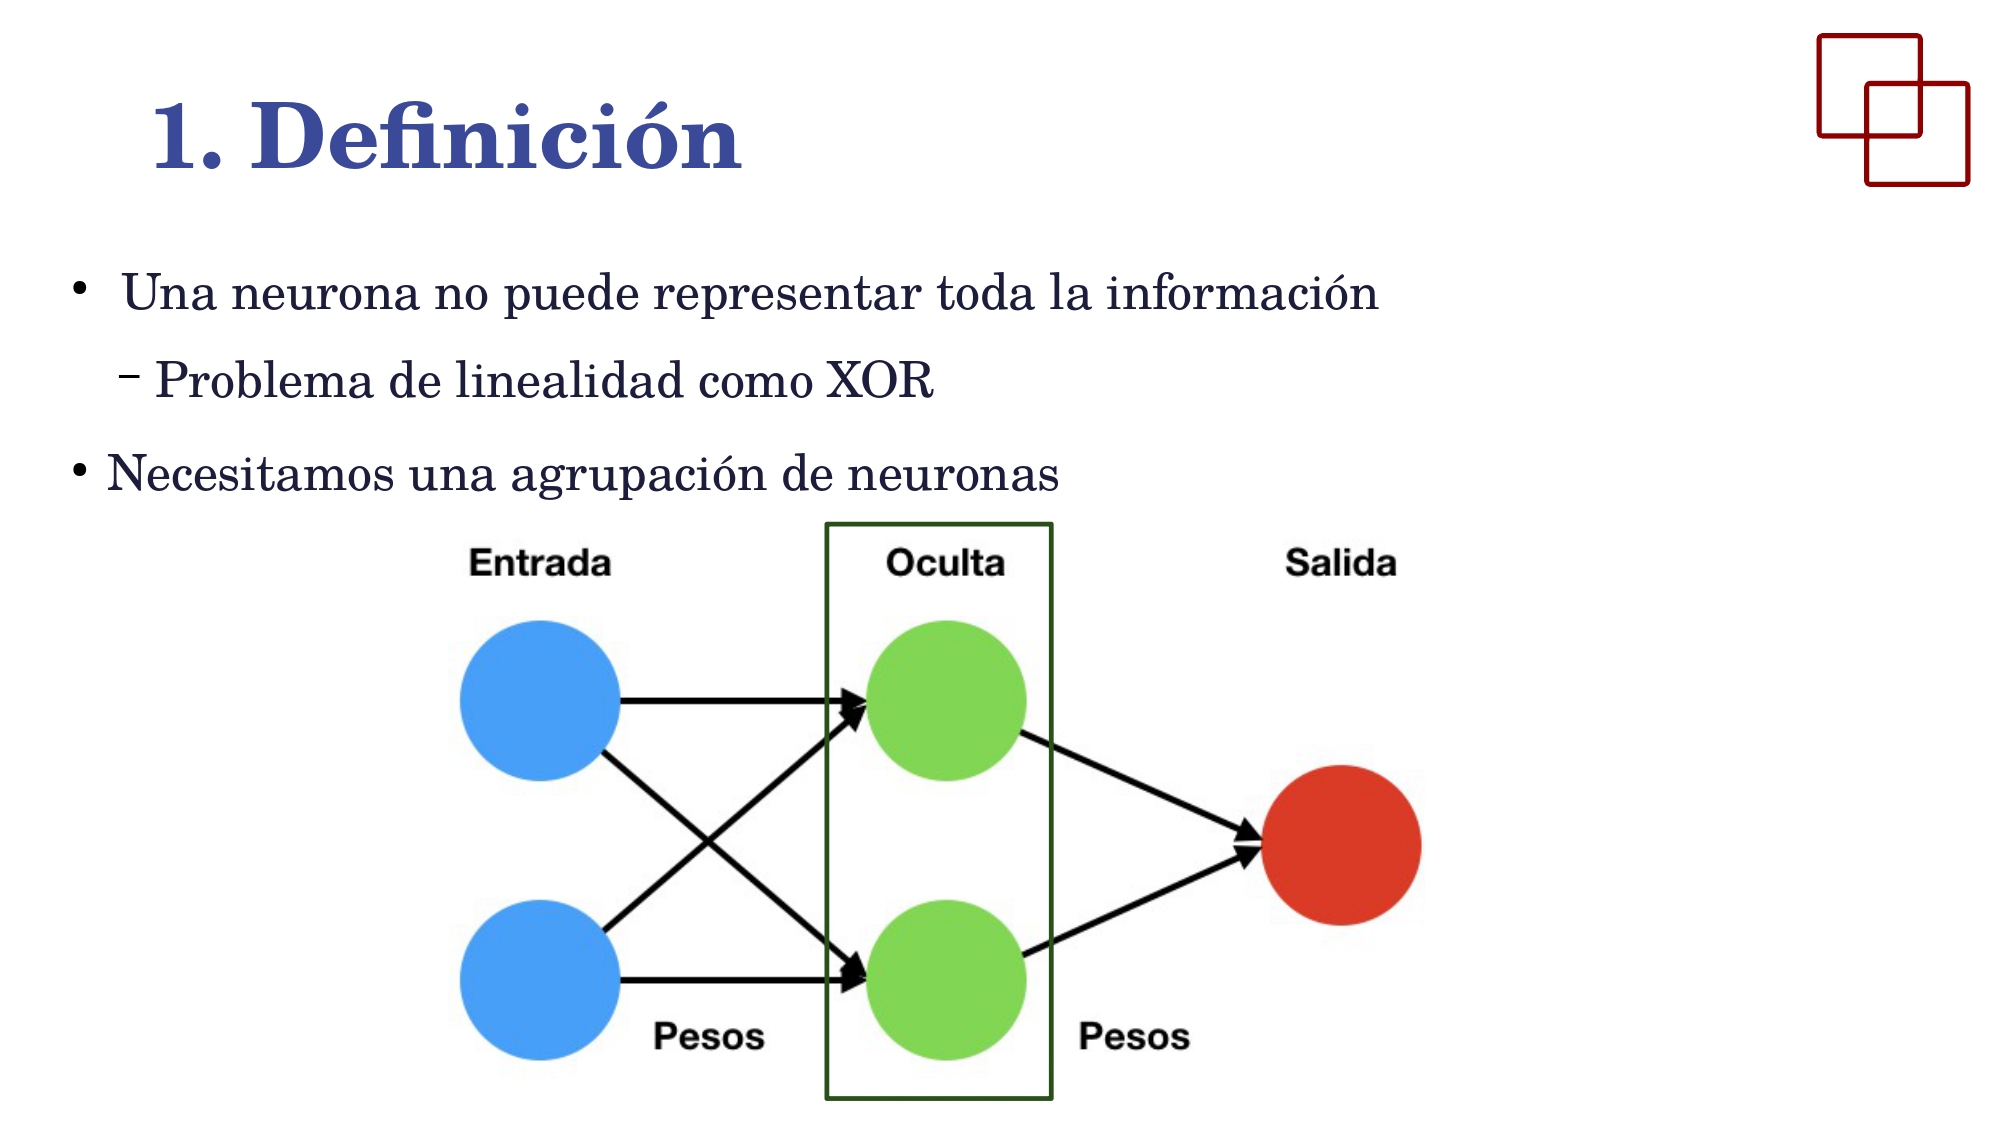 1. Definición
• Una neurona no puede representar toda la información
– Problema de linealidad como XOR
• Necesitamos una agrupación de neuronas
Entrada
Oculta
Salida
Pesos
Pesos